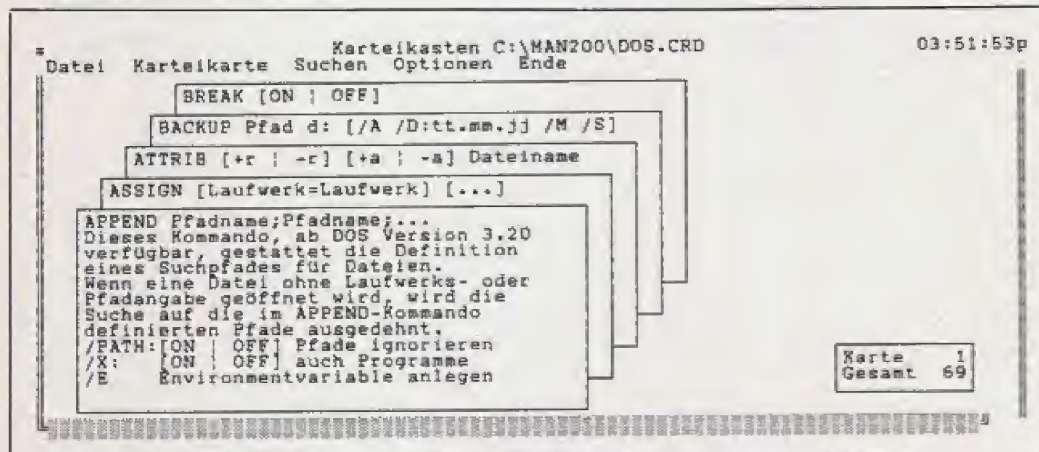 Karteikasten C:\MAN200\DOS.CRD 03:51:53p
Datei Karteikarte Suchen Optionen Ende
BREAK [ON ¦ OFF]
BACKUP Pfad d: [/A /D:tt.mm.jj /M /S]
ATTRIB [+r ¦ -r] [+a ¦ -a] Dateiname
ASSIGN [Laufwerk=Laufwerk] [...]
APPEND Pfadname;Pfadname;...
Dieses Kommando, ab DOS Version 3.20
verfügbar, gestattet die Definition
eines Suchpfades für Dateien.
Wenn eine Datei ohne Laufwerks- oder
Pfadangabe geöffnet wird, wird die
Suche auf die im APPEND-Kommando
definierten Pfade ausgedehnt.
/PATH:[ON ¦ OFF] Pfade ignorieren
/X: [ON ¦ OFF] auch Programme
/E Environmentvariable anlegen
Karte 1
Gesamt 69